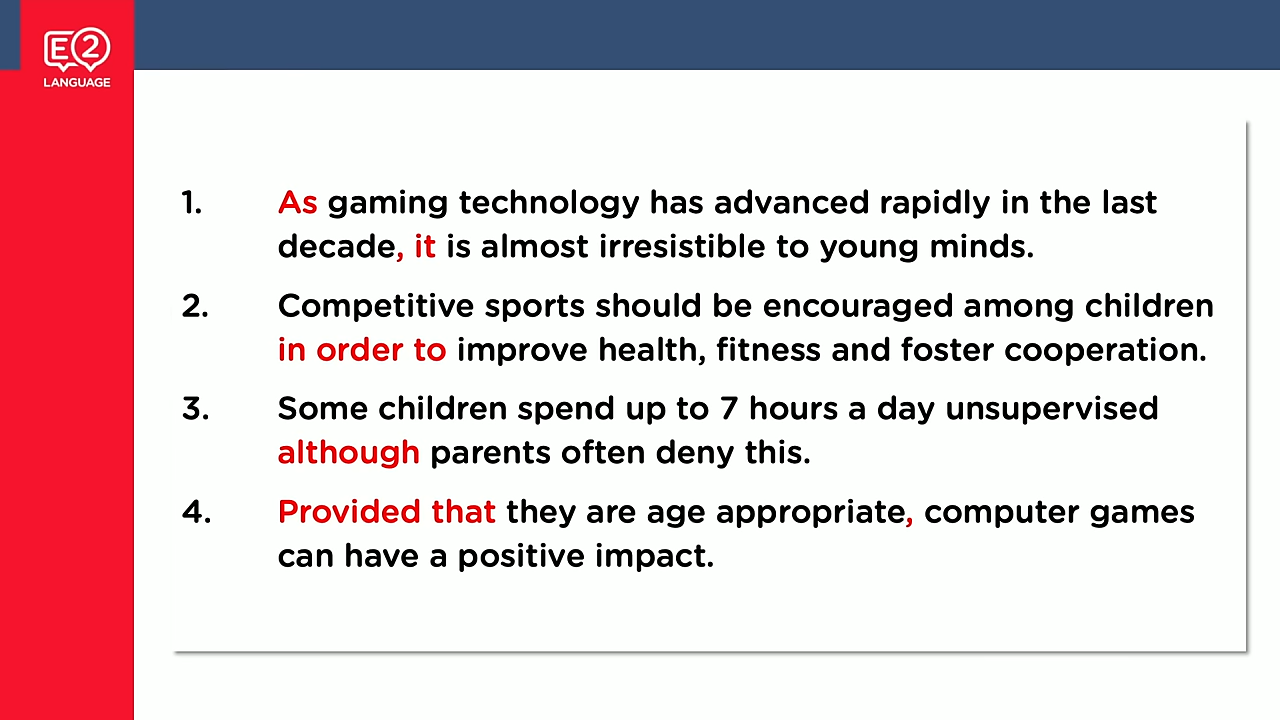 E2
LANGUAGE
1. As gaming technology has advanced rapidly in the last
decade, it is almost irresistible to young minds.
2. Competitive sports should be encouraged among children
in order to improve health, fitness and foster cooperation.
3. Some children spend up to 7 hours a day unsupervised
although parents often deny this.
4. Provided that they are age appropriate, computer games
can have a positive impact.